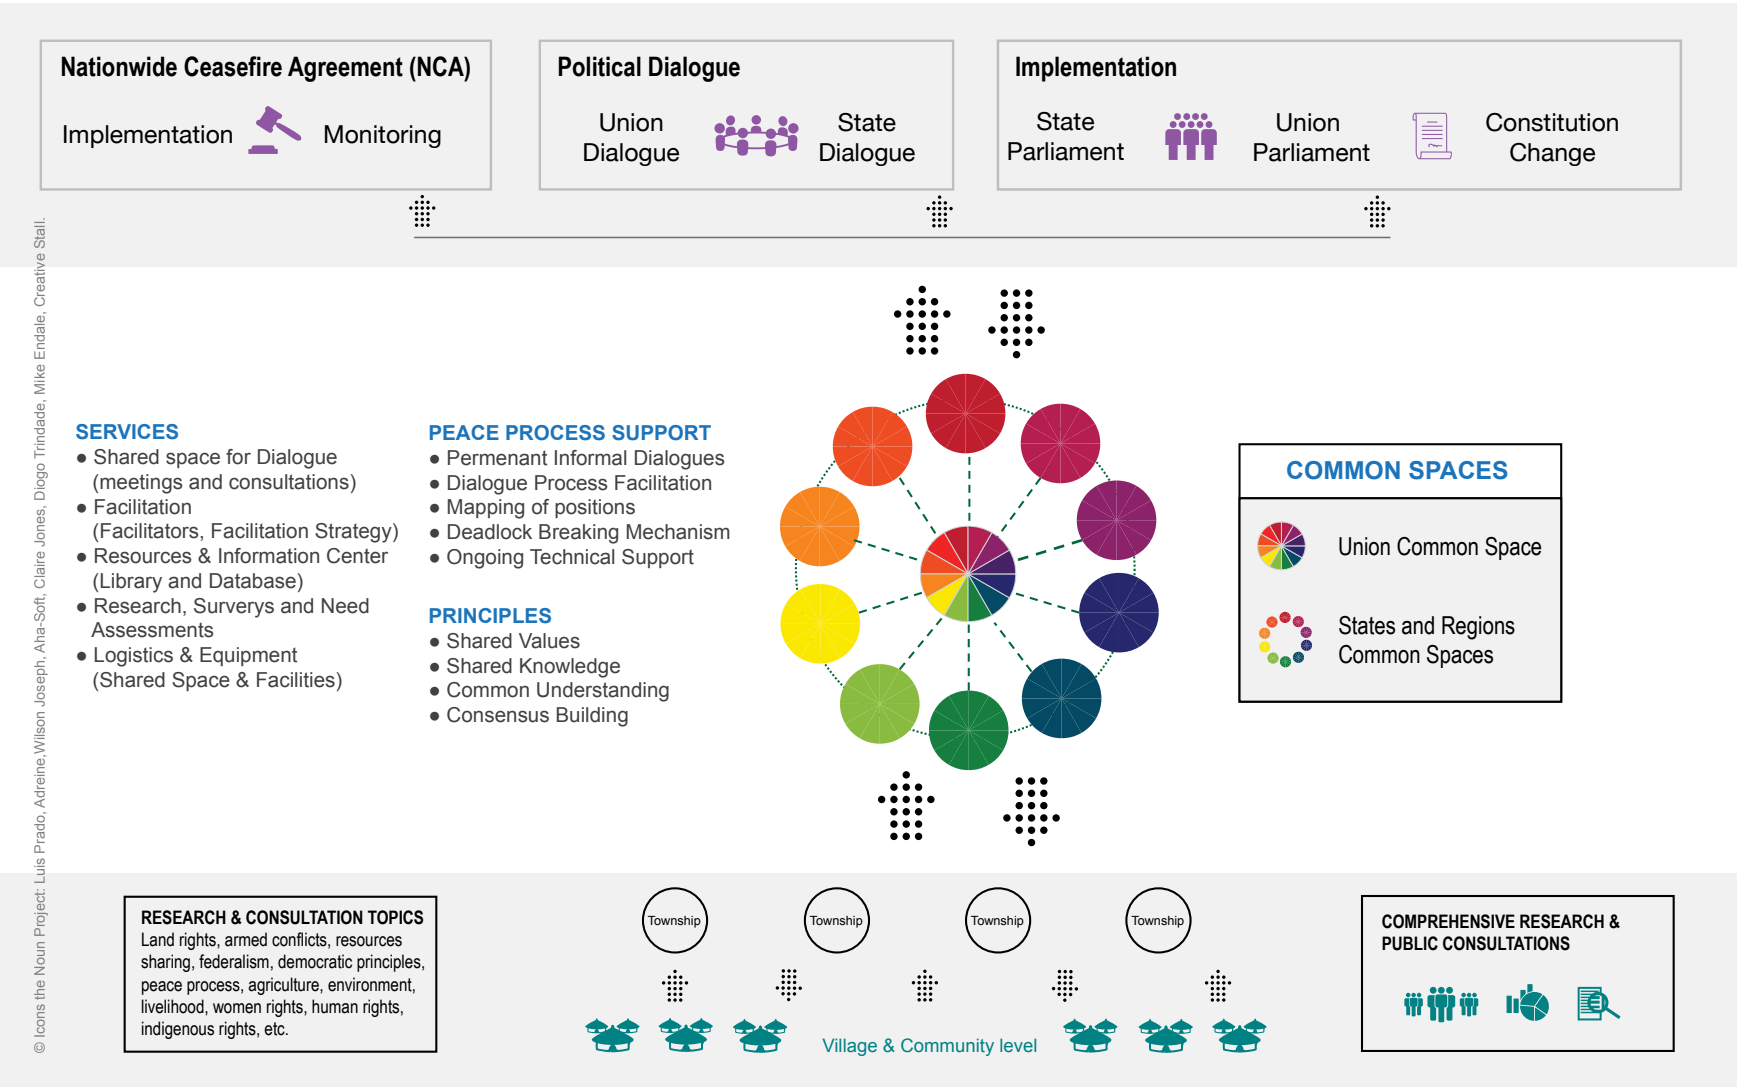 Nationwide Ceasefire Agreement (NCA)
Implementation
Monitoring
Political Dialogue
Union
Dialogue
State
Dialogue
Implementation
State
Parliament
Union
Parliament
Constitution
Change
© Icons the Noun Project: Luis Prado, Adreine,Wilson Joseph, Aha-Soft, Claire Jones, Diogo Trindade, Mike Endale, Creative Stall.
SERVICES
● Shared space for Dialogue
(meetings and consultations)
● Facilitation
(Facilitators, Facilitation Strategy)
● Resources & Information Center
(Library and Database)
● Research, Surverys and Need
Assessments
● Logistics & Equipment
(Shared Space & Facilities)
PEACE PROCESS SUPPORT
● Permenant Informal Dialogues
● Dialogue Process Facilitation
● Mapping of positions
● Deadlock Breaking Mechanism
● Ongoing Technical Support
PRINCIPLES
● Shared Values
● Shared Knowledge
● Common Understanding
● Consensus Building
COMMON SPACES
Union Common Space
States and Regions
Common Spaces
RESEARCH & CONSULTATION TOPICS
Land rights, armed conflicts, resources
sharing, federalism, democratic principles,
peace process, agriculture, environment,
livelihood, women rights, human rights,
indigenous rights, etc.
Township
Township
Township
Township
Village & Community level
COMPREHENSIVE RESEARCH &
PUBLIC CONSULTATIONS